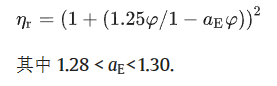 η_r = (1 + (1.25φ/1 − a_E φ))²
其中 1.28 < a_E<1.30.